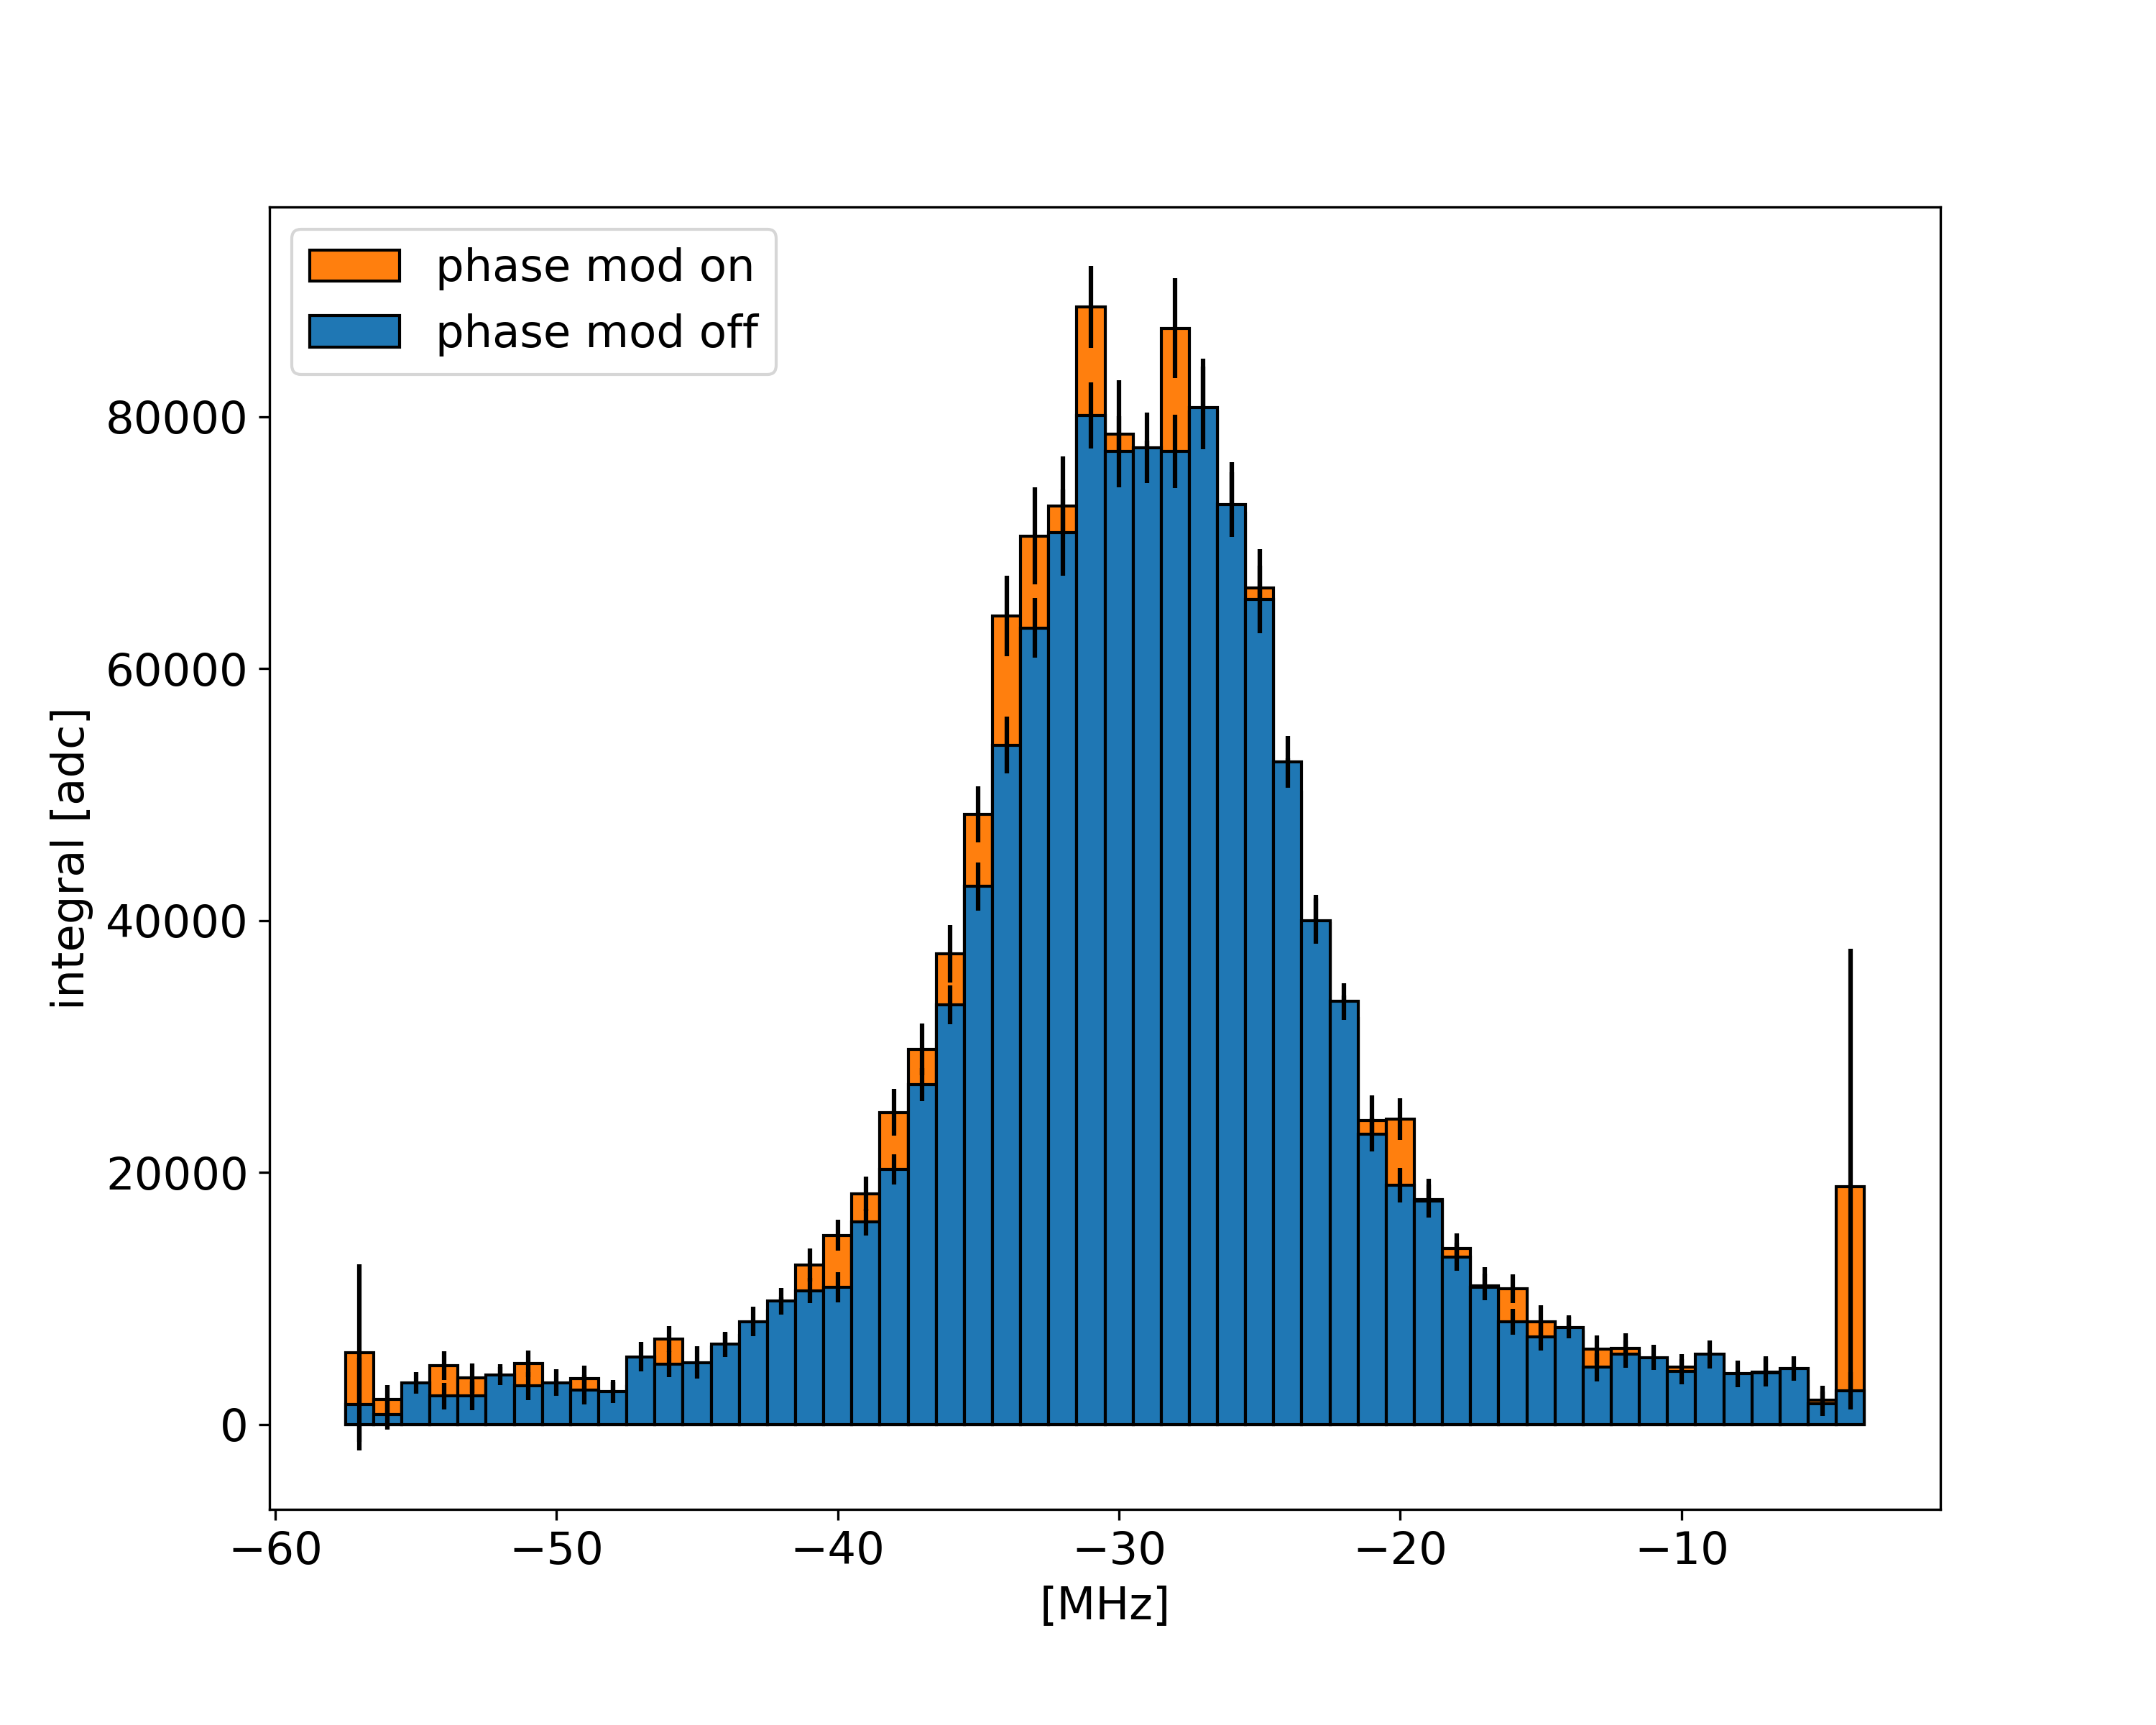 phase mod on
phase mod off
80000
60000
40000
20000
0
integral [adc]
−60 −50 −40 −30 −20 −10
[MHz]